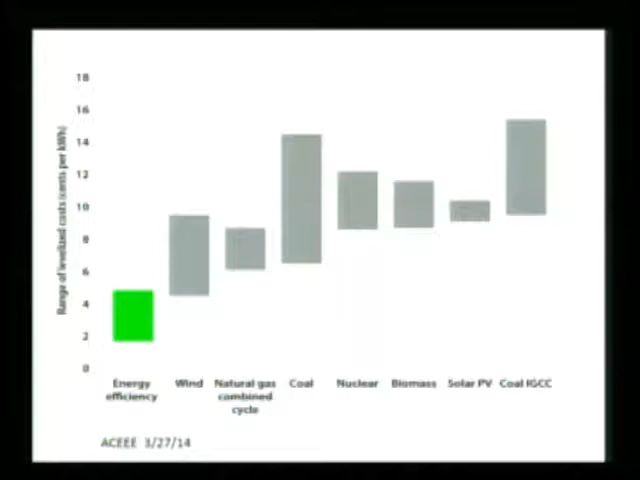 Range of levelized costs (cents per kWh)
18
16
14
12
10
8
6
4
2
0
Energy efficiency
Wind
Natural gas combined cycle
Coal
Nuclear
Biomass
Solar PV
Coal IGCC
ACEEE 3/27/14